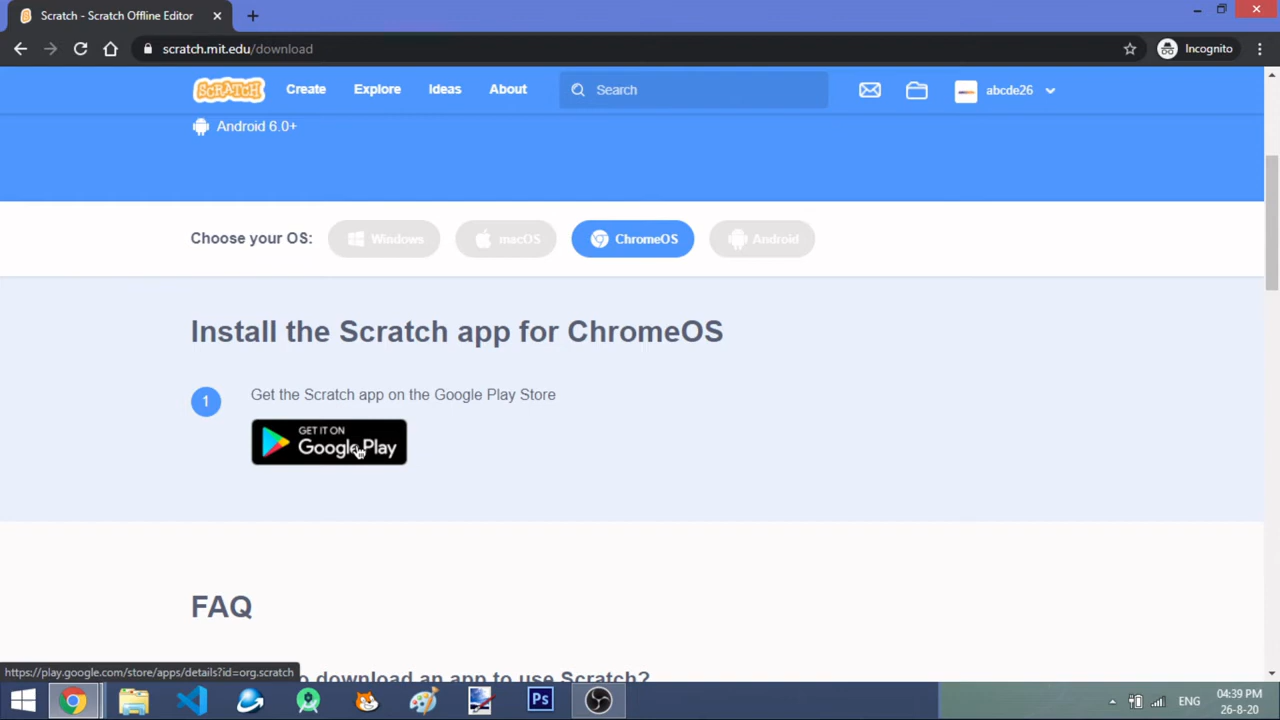 Scratch - Scratch Offline Editor
scratch.mit.edu/download
Incognito
SCRATCH
Create
Explore
Ideas
About
Search
abcde26
Android 6.0+
Choose your OS:
Windows
macOS
ChromeOS
Android
Install the Scratch app for ChromeOS
1
Get the Scratch app on the Google Play Store
GET IT ON
Google Play
FAQ
o download an app to use Scratch?
https://play.google.com/store/apps/details?id=org.scratch
Ps
ENG
04:39 PM
26-8-20